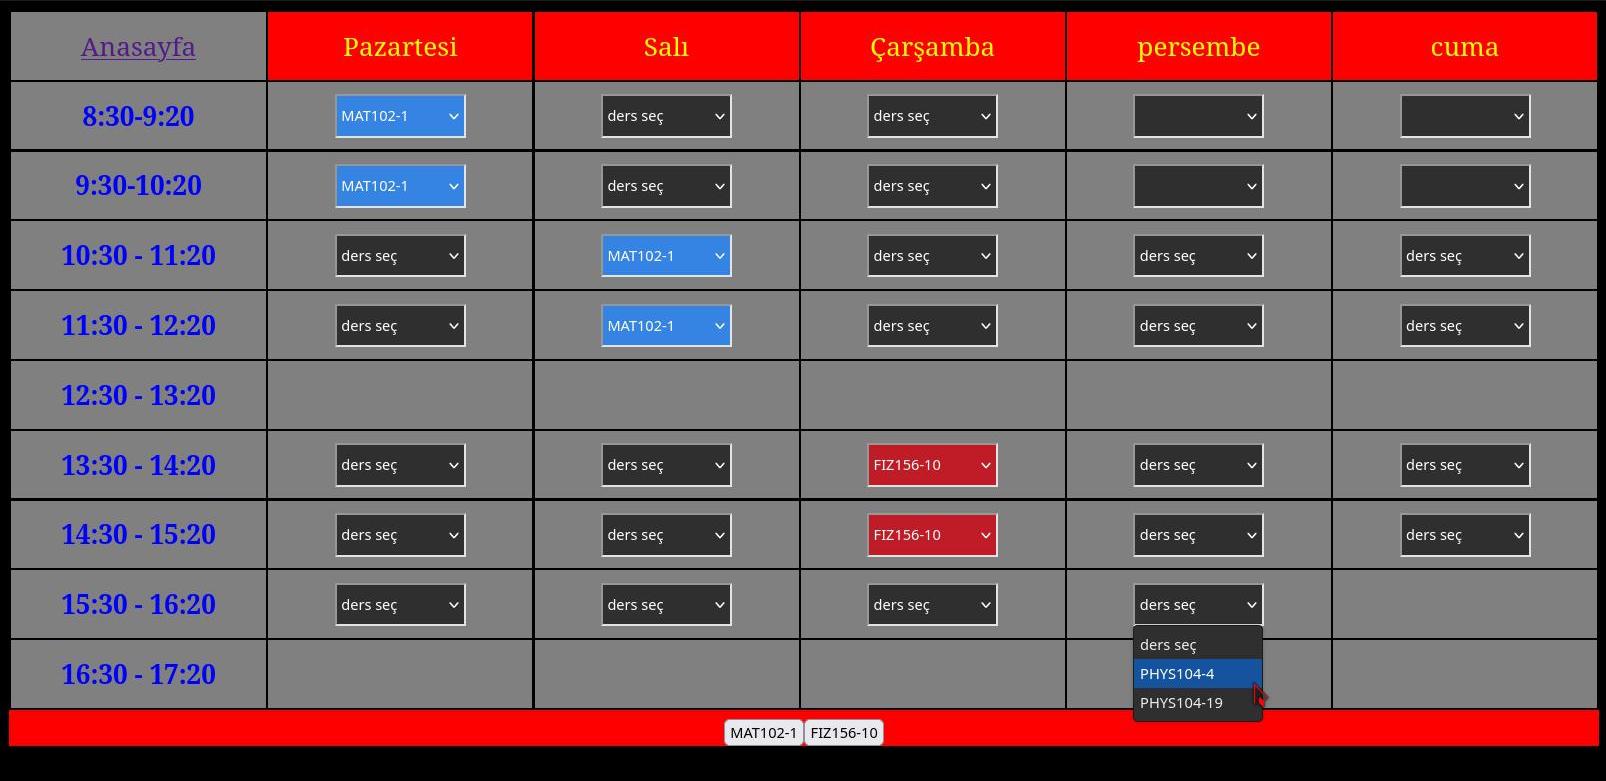 Anasayfa Pazartesi Salı Çarşamba persembe cuma
8:30-9:20 MAT102-1 ders seç ders seç
9:30-10:20 MAT102-1 ders seç ders seç
10:30 - 11:20 ders seç MAT102-1 ders seç ders seç ders seç
11:30 - 12:20 ders seç MAT102-1 ders seç ders seç ders seç
12:30 - 13:20
13:30 - 14:20 ders seç ders seç FIZ156-10 ders seç ders seç
14:30 - 15:20 ders seç ders seç FIZ156-10 ders seç ders seç
15:30 - 16:20 ders seç ders seç ders seç ders seç
ders seç
16:30 - 17:20 PHYS104-4
PHYS104-19
MAT102-1 FIZ156-10